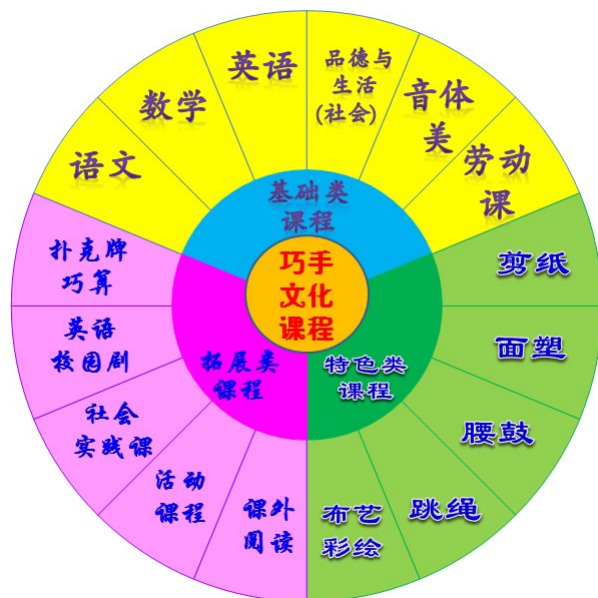 语文
数学
英语
品德与
生活
(社会)
音体
美
劳动
课
基础类
课程
巧手
文化
课程
拓展类
课程
特色类
课程
扑克牌
巧算
英语
校园剧
社会
实践课
活动
课程
课外
阅读
剪纸
面塑
腰鼓
跳绳
布艺
彩绘